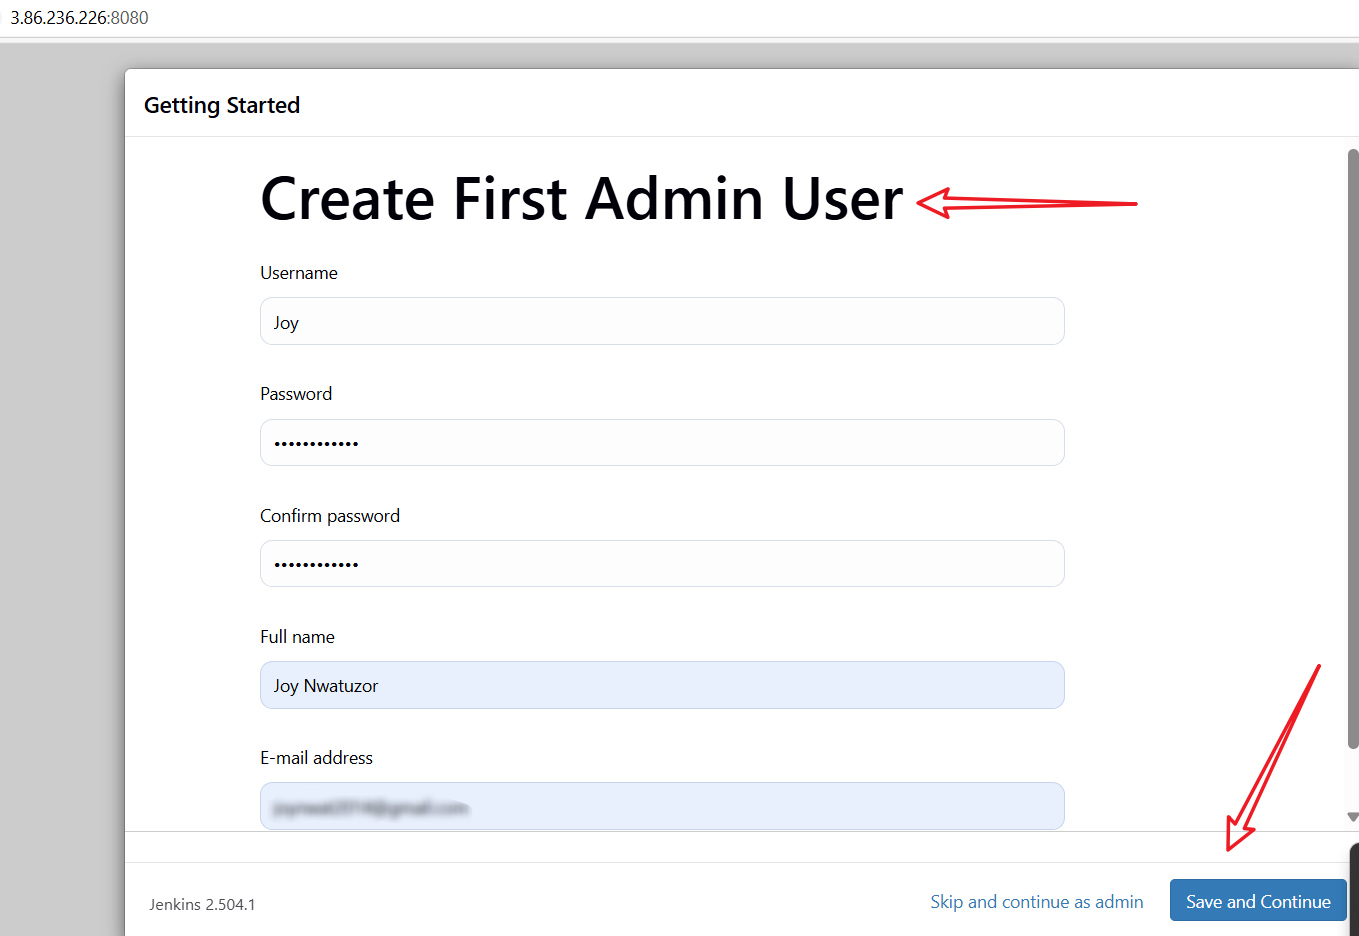 3.86.236.226:8080
Getting Started
Create First Admin User
Username
Joy
Password
••••••••••••
Confirm password
••••••••••••
Full name
Joy Nwatuzor
E-mail address
Jenkins 2.504.1
Skip and continue as admin
Save and Continue